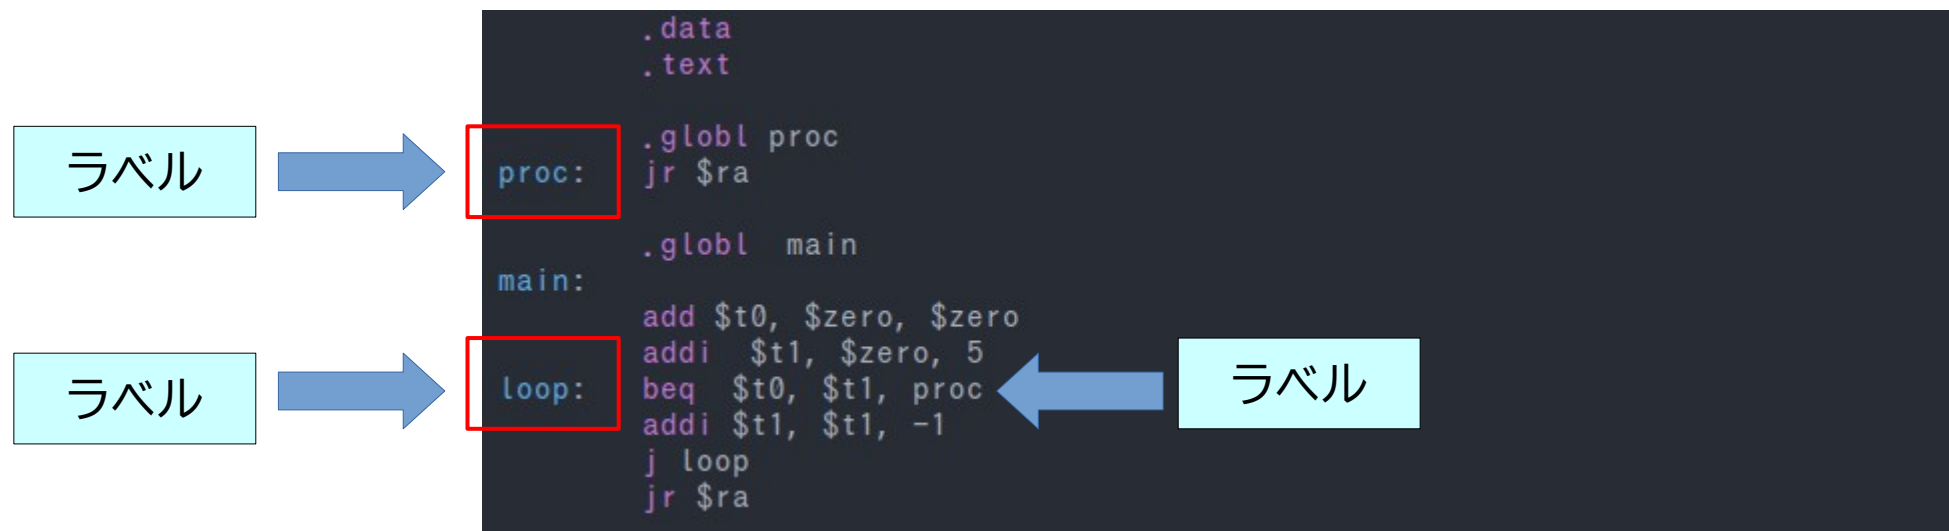 .data
.text
.globl proc
ラベル
proc: jr $ra
.globl  main
main:
add $t0, $zero, $zero
addi  $t1, $zero, 5
ラベル
loop: beq  $t0, $t1, proc
ラベル
addi $t1, $t1, -1
j loop
jr $ra